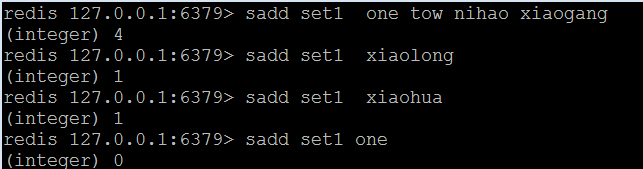 redis 127.0.0.1:6379> sadd set1  one tow nihao xiaogang
(integer) 4
redis 127.0.0.1:6379> sadd set1  xiaolong
(integer) 1
redis 127.0.0.1:6379> sadd set1  xiaohua
(integer) 1
redis 127.0.0.1:6379> sadd set1 one
(integer) 0